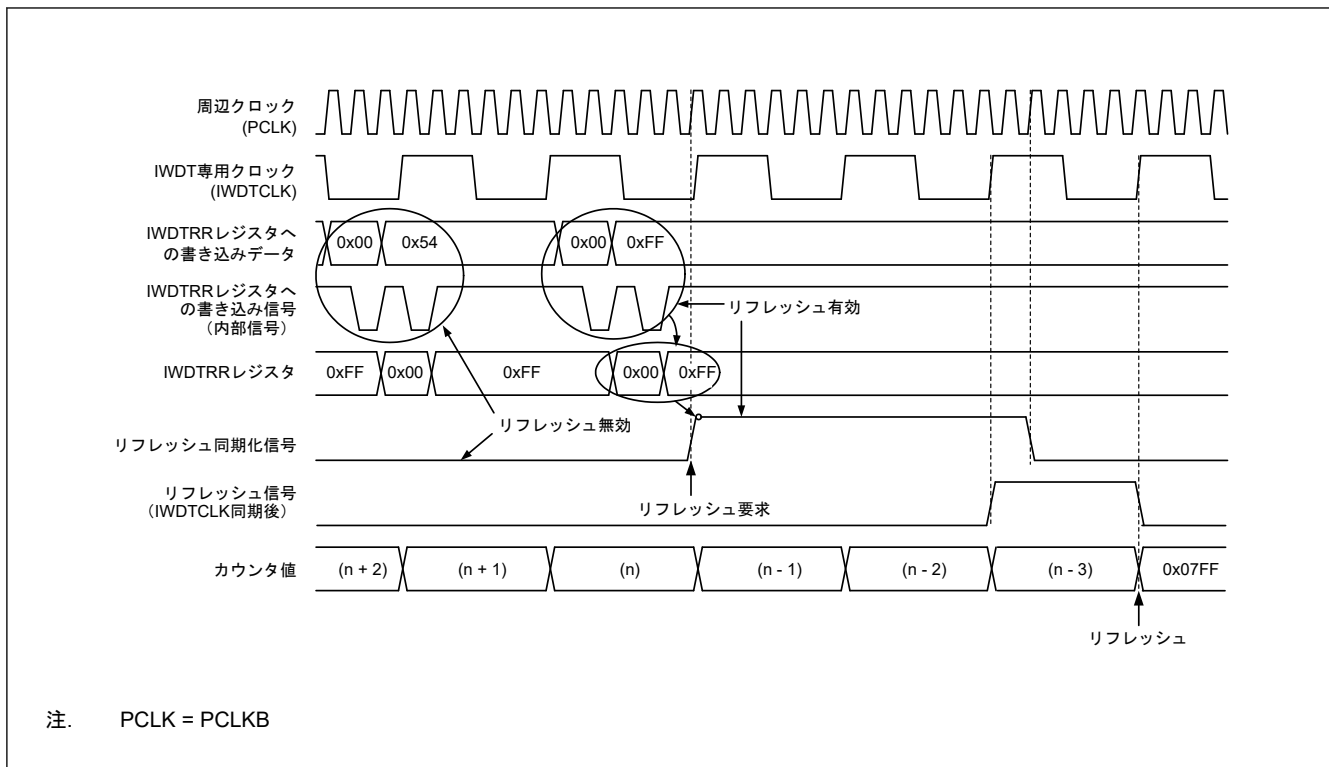 周辺クロック
(PCLK)
IWDT専用クロック
(IWDTCLK)
IWDTRRレジスタへ
の書き込みデータ
0x00
0x54
0x00
0xFF
IWDTRRレジスタへ
の書き込み信号
（内部信号）
リフレッシュ有効
IWDTRRレジスタ
0xFF
0x00
0xFF
0x00
0xFF
リフレッシュ無効
リフレッシュ同期化信号
リフレッシュ信号
（IWDTCLK同期後）
リフレッシュ要求
カウンタ値
(n + 2)
(n + 1)
(n)
(n - 1)
(n - 2)
(n - 3)
0x07FF
リフレッシュ
注. PCLK = PCLKB